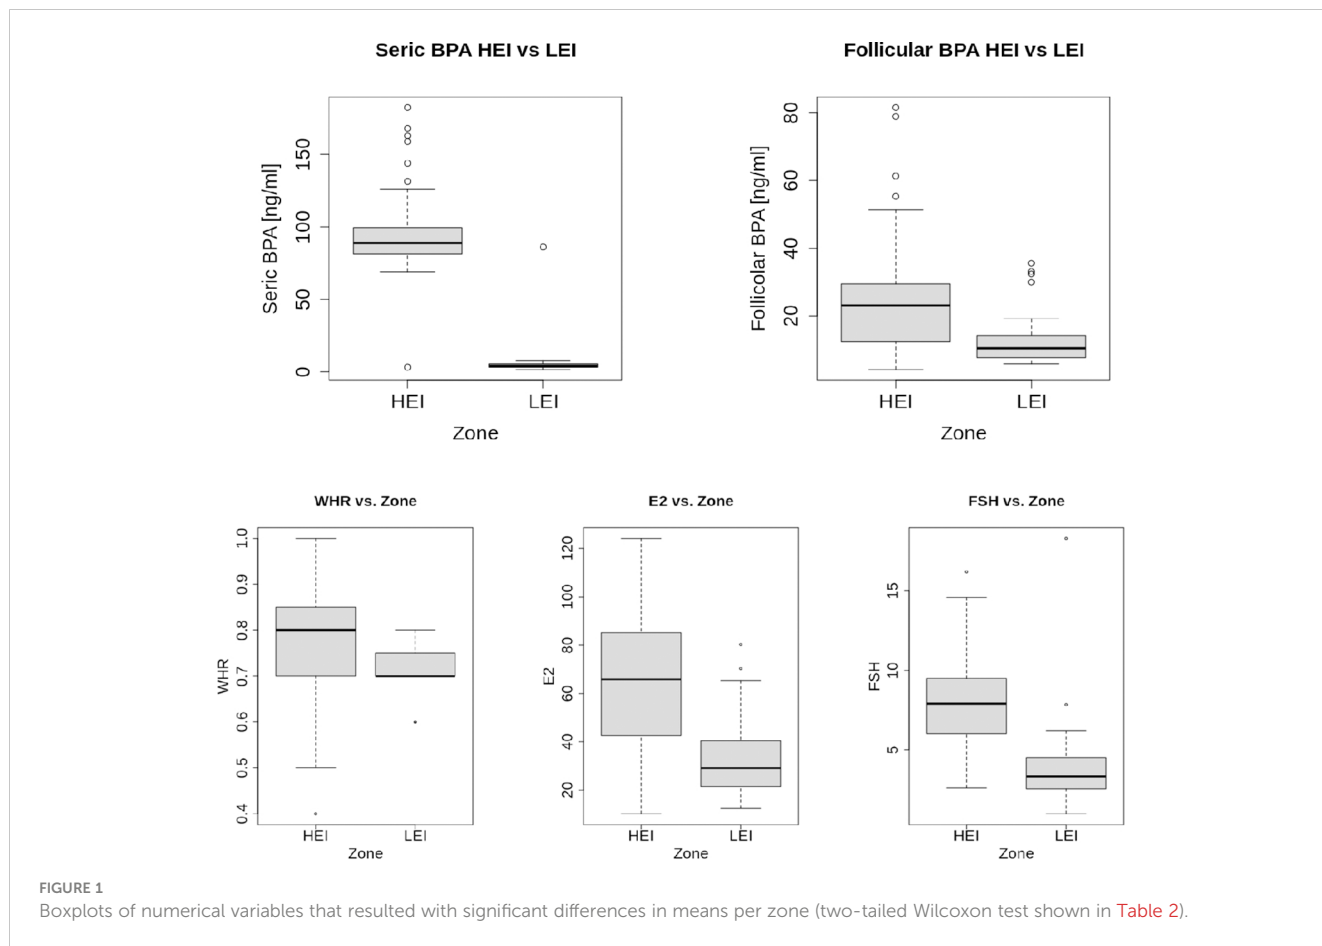 Seric BPA HEI vs LEI
Seric BPA [ng/ml]
150
100
50
0
HEI LEI
Zone
Follicular BPA HEI vs LEI
Follicolar BPA [ng/ml]
80
60
40
20
HEI LEI
Zone
WHR vs. Zone
WHR
1.0
0.9
0.8
0.7
0.6
0.5
0.4
HEI LEI
Zone
E2 vs. Zone
E2
120
100
80
60
40
20
HEI LEI
Zone
FSH vs. Zone
FSH
15
10
5
HEI LEI
Zone
FIGURE 1
Boxplots of numerical variables that resulted with significant differences in means per zone (two-tailed Wilcoxon test shown in Table 2).